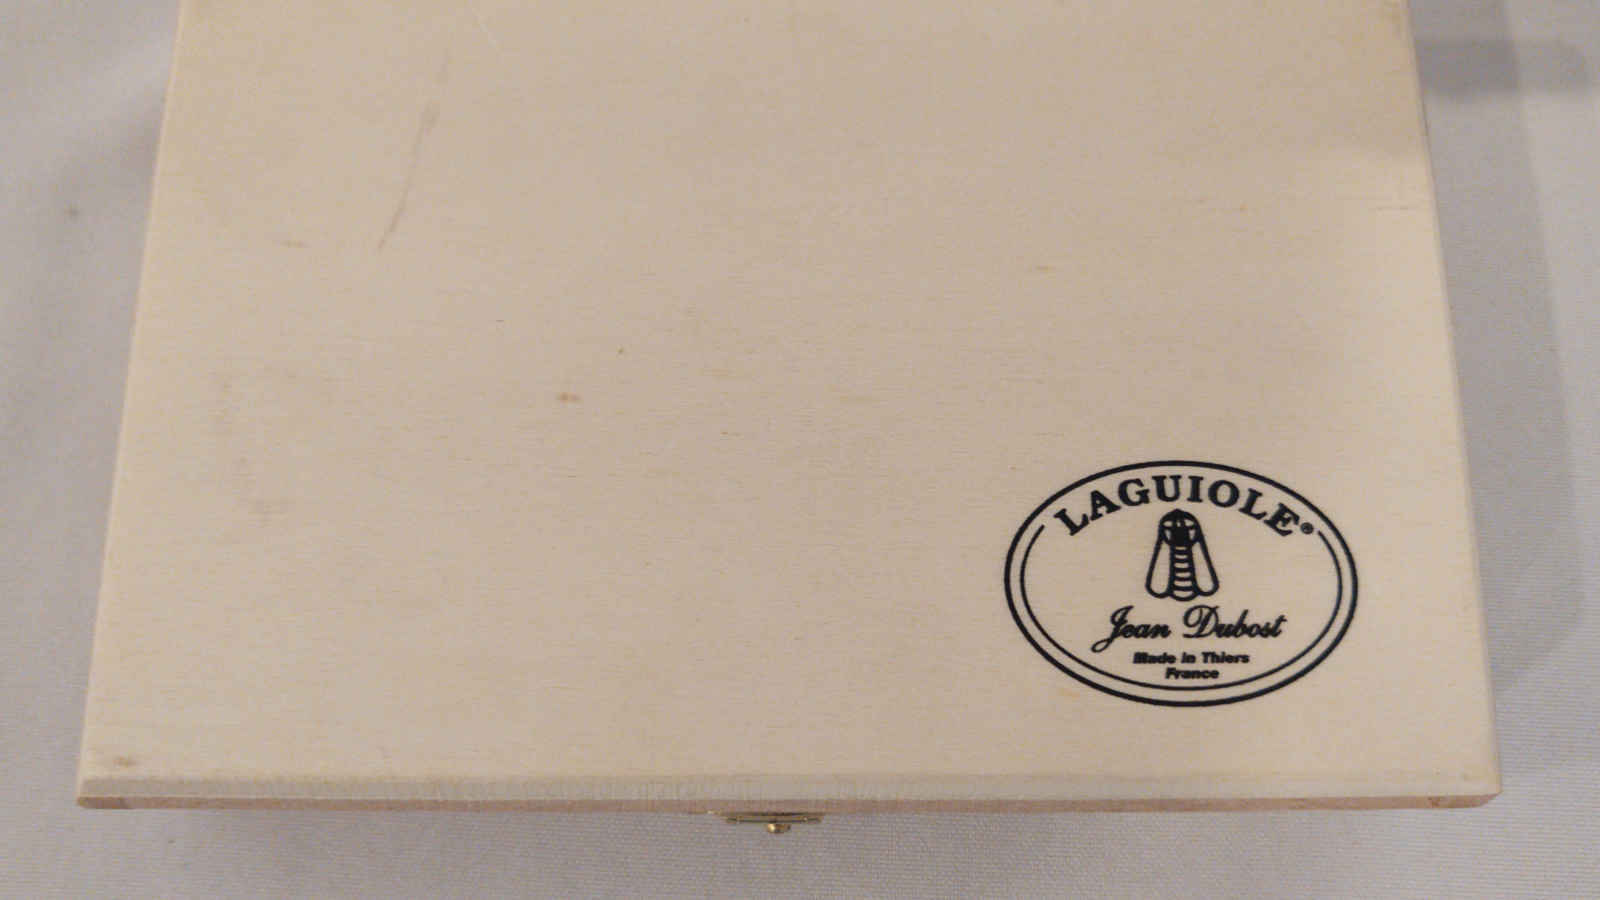 LAGUIOLE®
Jean Dubost
Made in Thiers
France